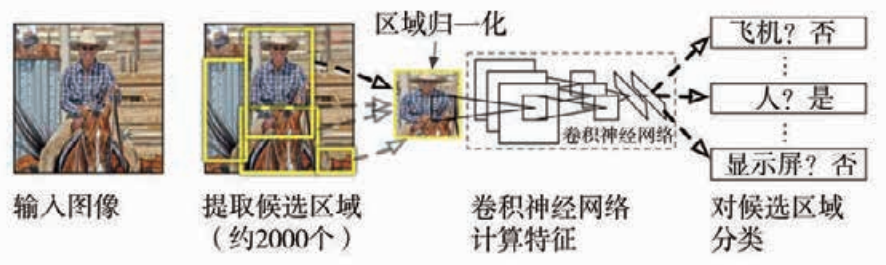 区域归一化
飞机？否
人？是
卷积神经网络
显示屏？否
输入图像
提取候选区域
（约2000个）
卷积神经网络
计算特征
对候选区域
分类